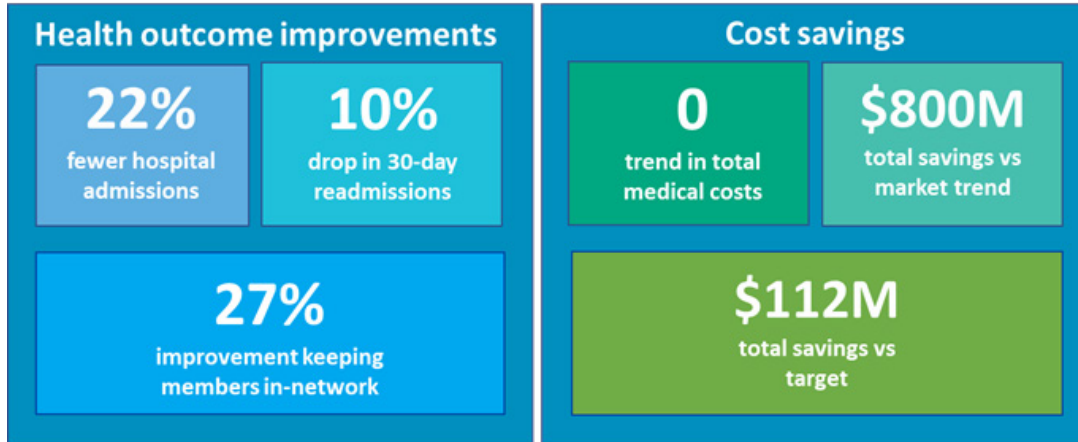 Health outcome improvements
22%
fewer hospital
admissions
10%
drop in 30-day
readmissions
27%
improvement keeping
members in-network
Cost savings
0
trend in total
medical costs
$800M
total savings vs
market trend
$112M
total savings vs
target